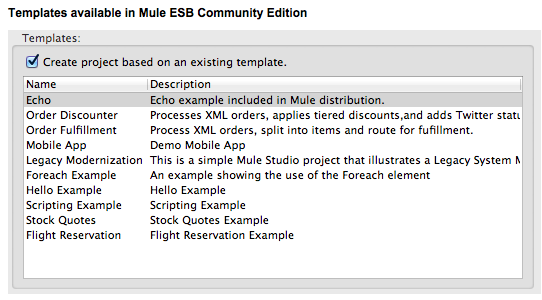 Templates available in Mule ESB Community Edition
Templates:
Create project based on an existing template.
Name Description
Echo Echo example included in Mule distribution.
Order Discounter Processes XML orders, applies tiered discounts,and adds Twitter statu
Order Fulfillment Process XML orders, split into items and route for fufillment.
Mobile App Demo Mobile App
Legacy Modernization This is a simple Mule Studio project that illustrates a Legacy System M
Foreach Example An example showing the use of the Foreach element
Hello Example Hello Example
Scripting Example Scripting Example
Stock Quotes Stock Quotes Example
Flight Reservation Flight Reservation Example